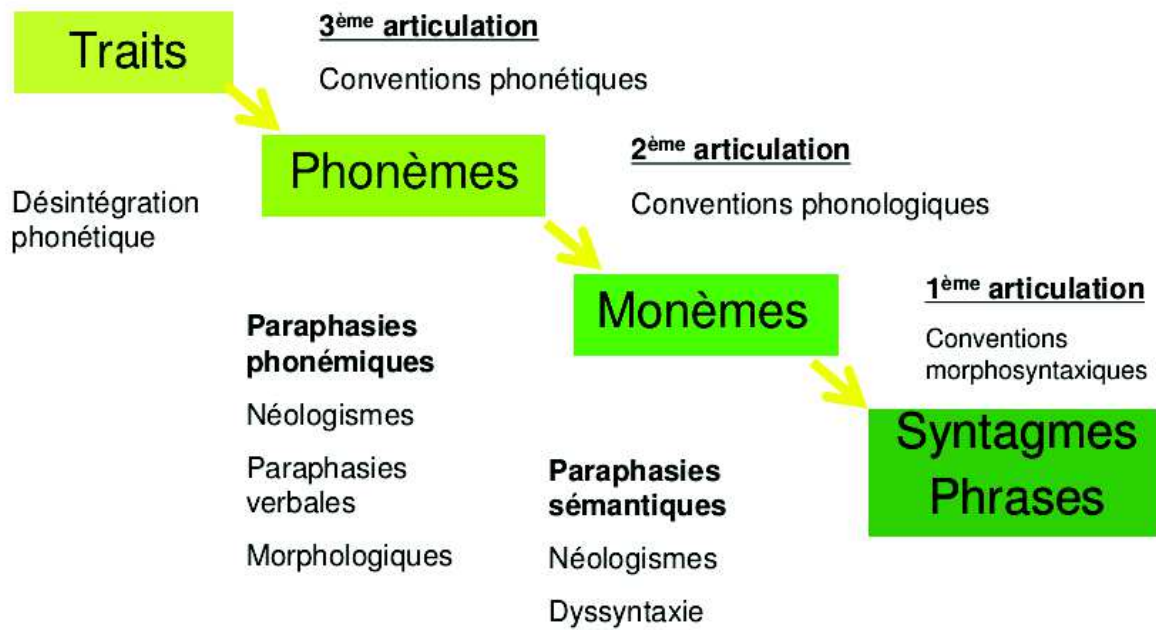 Traits
3ème articulation
Conventions phonétiques
Phonèmes
2ème articulation
Conventions phonologiques
Désintégration
phonétique
Monèmes
1ème articulation
Conventions
morphosyntaxiques
Paraphasies
phonémiques
Néologismes
Paraphasies
verbales
Morphologiques
Syntagmes
Phrases
Paraphasies
sémantiques
Néologismes
Dyssyntaxie